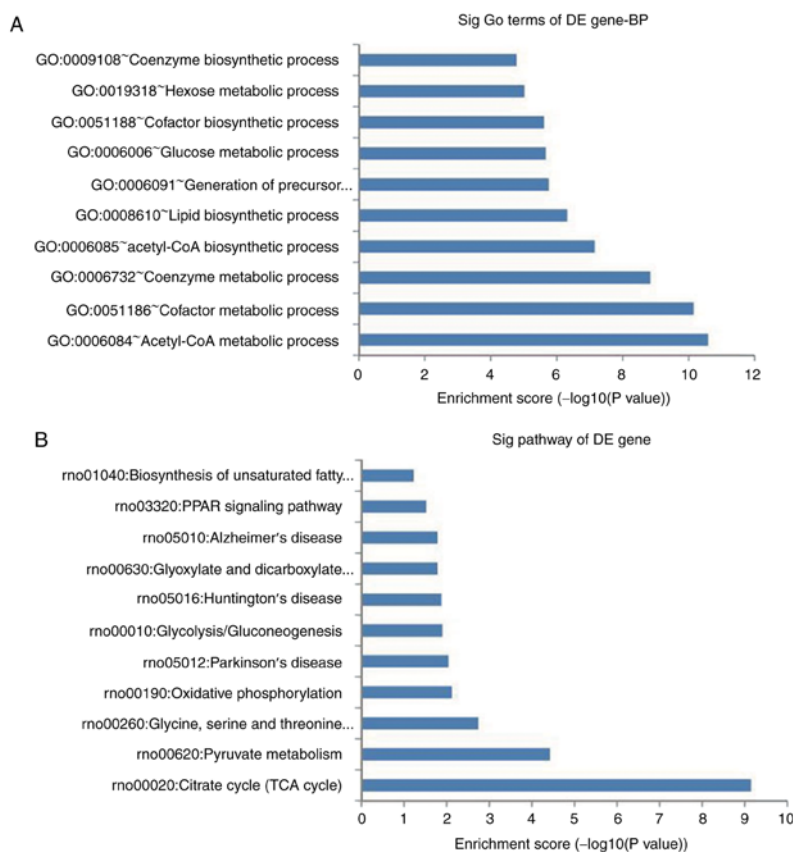 A
Sig Go terms of DE gene-BP
GO:0009108~Coenzyme biosynthetic process
GO:0019318~Hexose metabolic process
GO:0051188~Cofactor biosynthetic process
GO:0006006~Glucose metabolic process
GO:0006091~Generation of precursor...
GO:0008610~Lipid biosynthetic process
GO:0006085~acetyl-CoA biosynthetic process
GO:0006732~Coenzyme metabolic process
GO:0051186~Cofactor metabolic process
GO:0006084~Acetyl-CoA metabolic process
0 2 4 6 8 10 12
Enrichment score (−log10(P value))
B
Sig pathway of DE gene
rno01040:Biosynthesis of unsaturated fatty...
rno03320:PPAR signaling pathway
rno05010:Alzheimer's disease
rno00630:Glyoxylate and dicarboxylate...
rno05016:Huntington's disease
rno00010:Glycolysis/Gluconeogenesis
rno05012:Parkinson's disease
rno00190:Oxidative phosphorylation
rno00260:Glycine, serine and threonine...
rno00620:Pyruvate metabolism
rno00020:Citrate cycle (TCA cycle)
0 1 2 3 4 5 6 7 8 9 10
Enrichment score (−log10(P value))